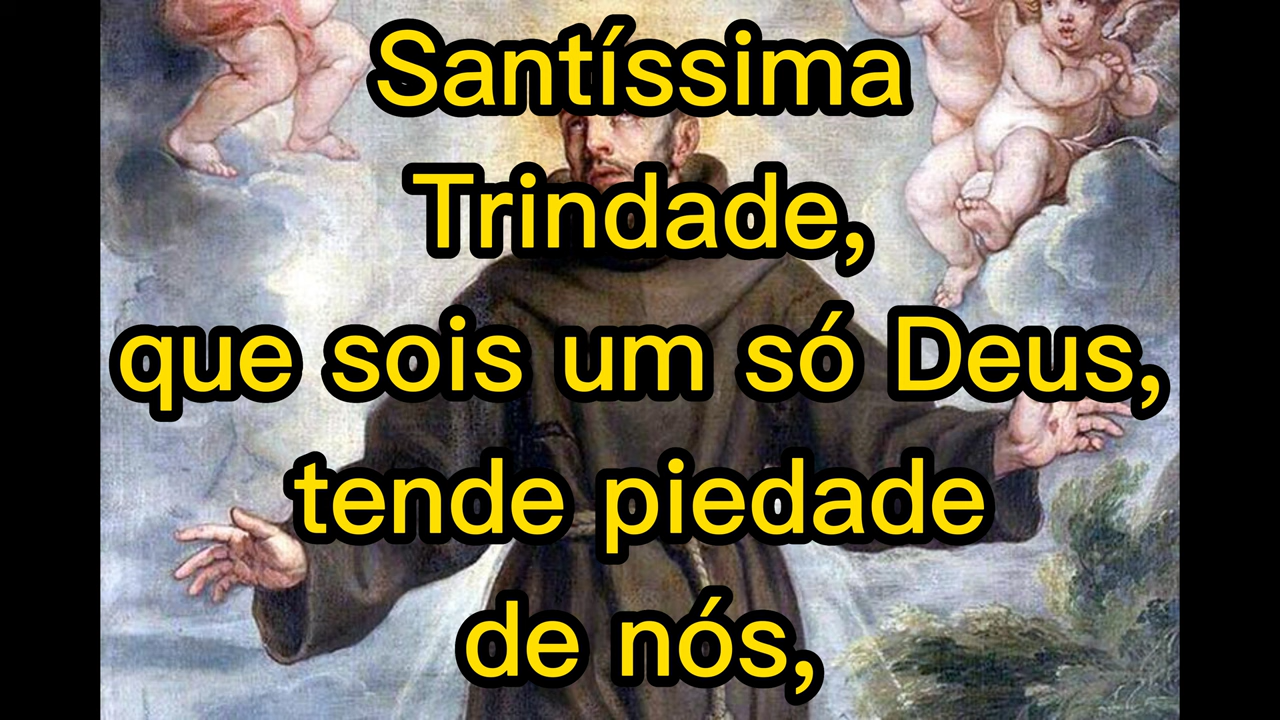 Santíssima
Trindade,
que sois um só Deus,
tende piedade
de nós,